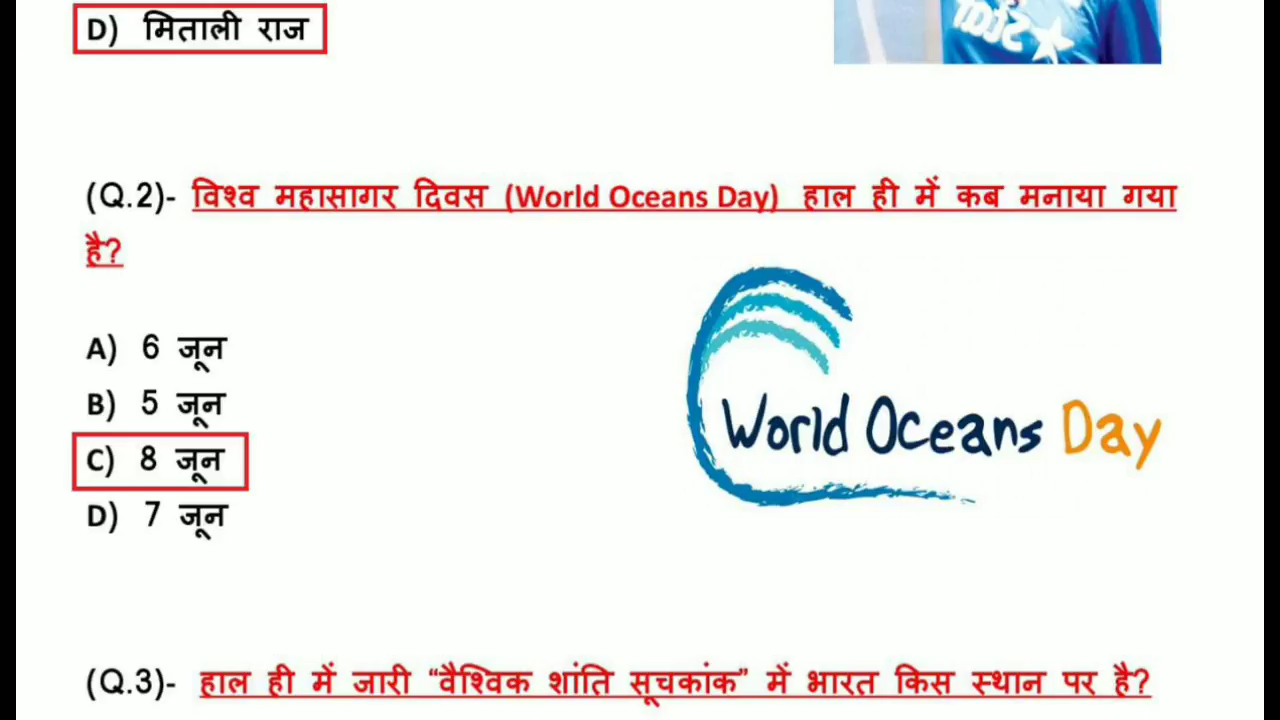 D) मिताली राज
(Q.2)- विश्व महासागर दिवस (World Oceans Day) हाल ही में कब मनाया गया
है?
A) 6 जून
B) 5 जून
C) 8 जून
D) 7 जून
World Oceans Day
(Q.3)- हाल ही में जारी “वैश्विक शांति सूचकांक” में भारत किस स्थान पर है?